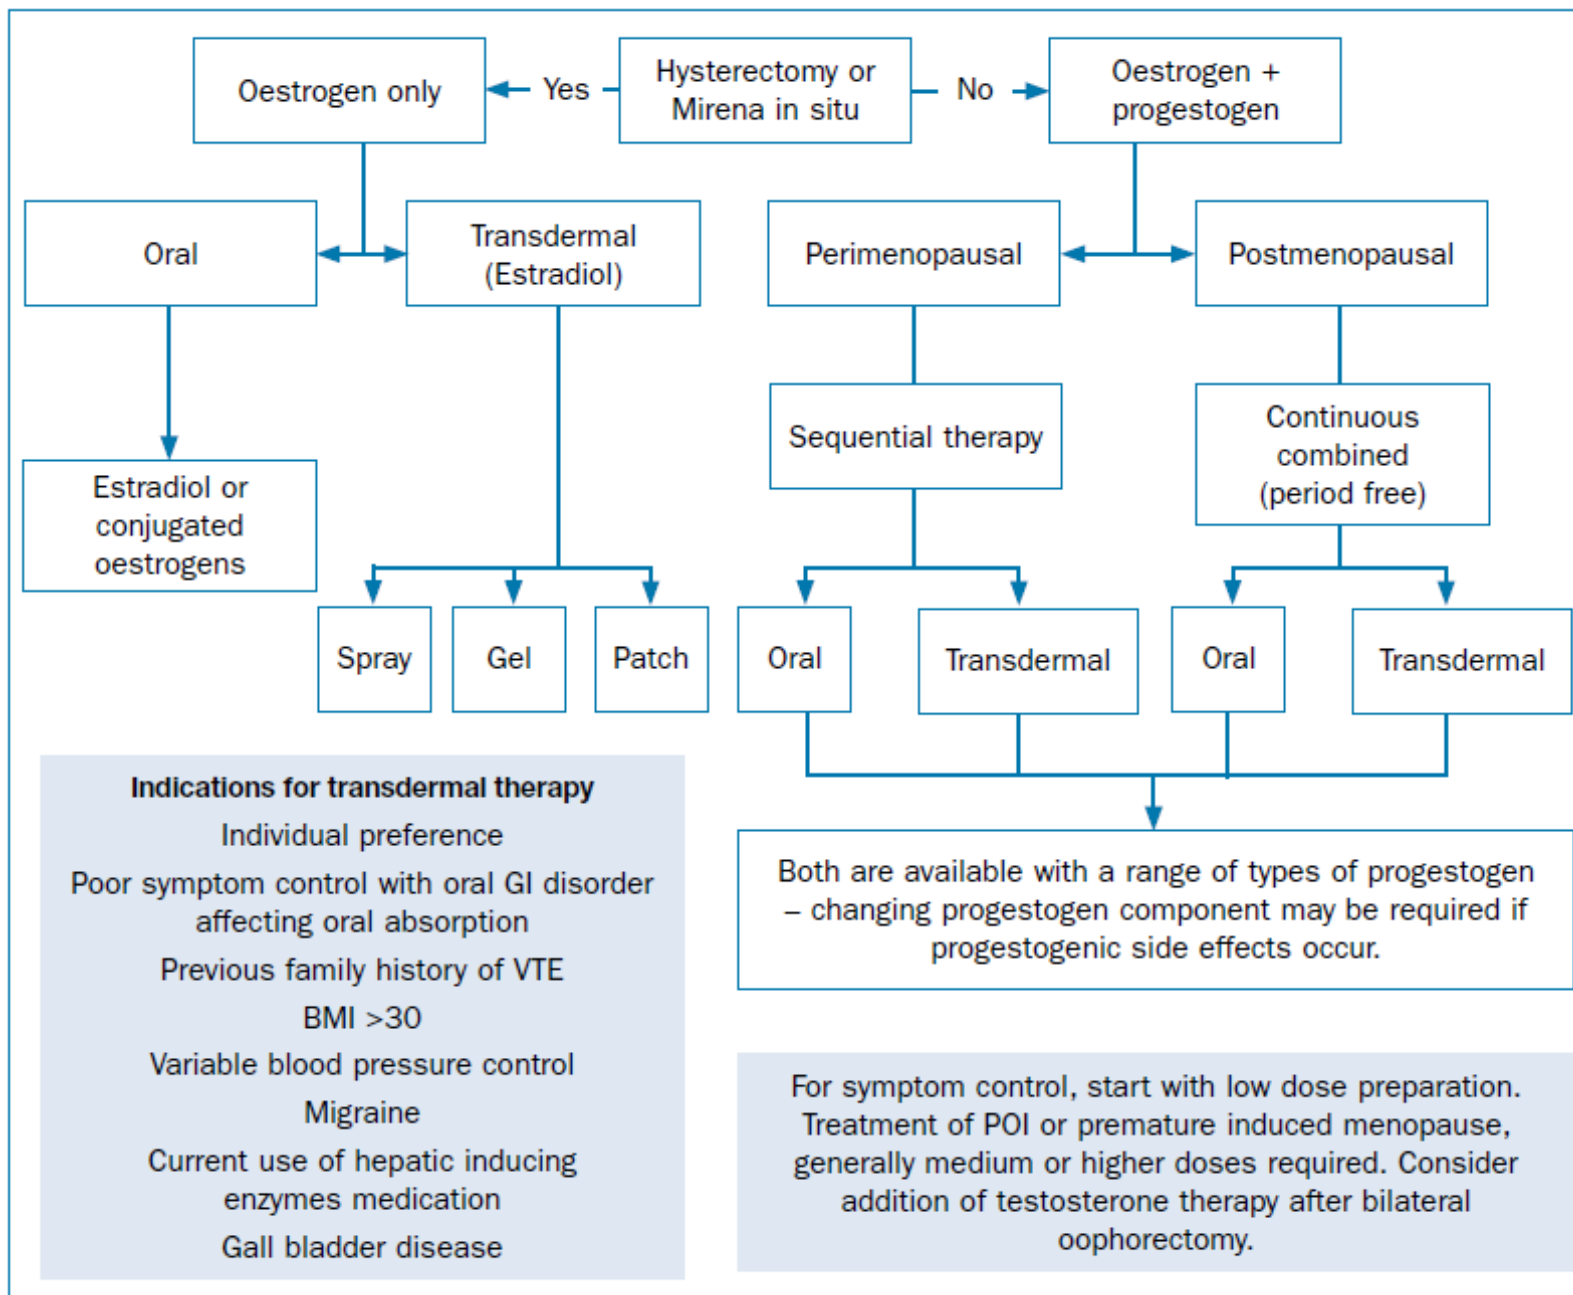 Oestrogen only
Yes
Hysterectomy or
Mirena in situ
No
Oestrogen +
progestogen
Oral
Transdermal
(Estradiol)
Perimenopausal
Postmenopausal
Sequential therapy
Continuous
combined
(period free)
Estradiol or
conjugated
oestrogens
Spray
Gel
Patch
Oral
Transdermal
Oral
Transdermal
Indications for transdermal therapy
Individual preference
Poor symptom control with oral GI disorder
affecting oral absorption
Previous family history of VTE
BMI >30
Variable blood pressure control
Migraine
Current use of hepatic inducing
enzymes medication
Gall bladder disease
Both are available with a range of types of progestogen
– changing progestogen component may be required if
progestogenic side effects occur.
For symptom control, start with low dose preparation.
Treatment of POI or premature induced menopause,
generally medium or higher doses required. Consider
addition of testosterone therapy after bilateral
oophorectomy.